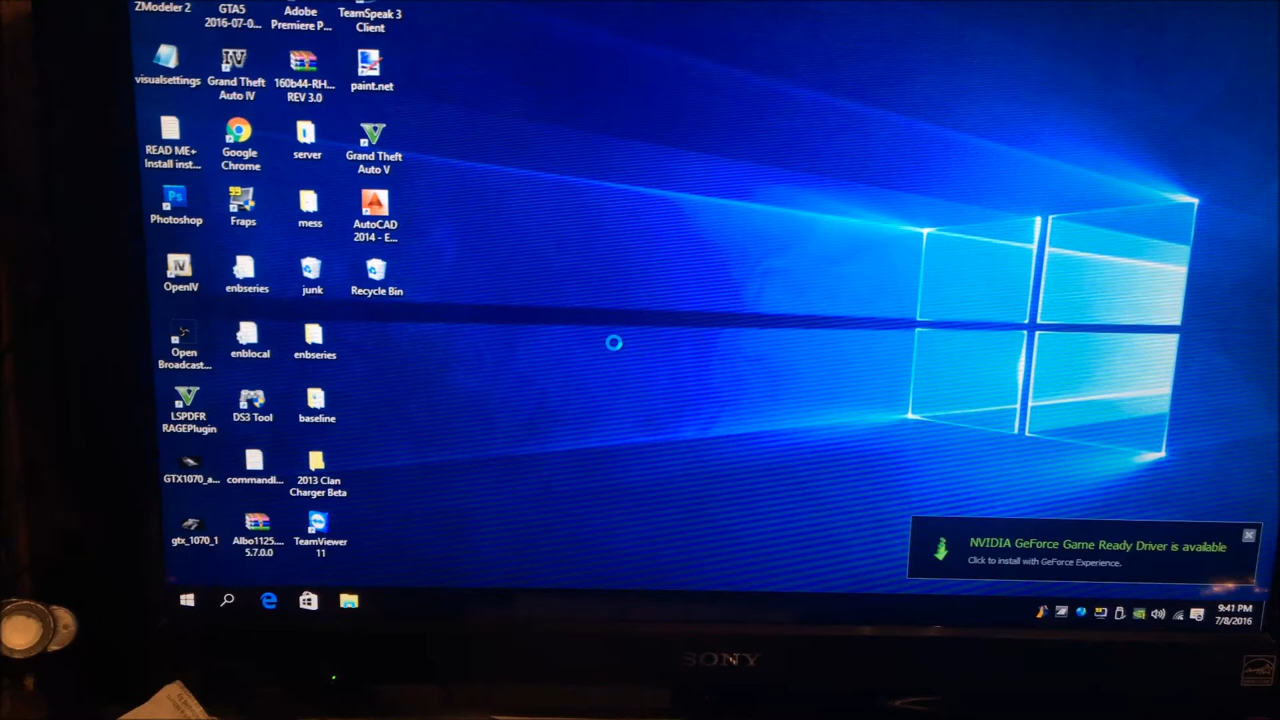 ZModeler 2
GTA5
2016-07-0...
Adobe
Premiere P...
TeamSpeak 3
Client
visualsettings
Grand Theft
Auto IV
160b44-RH...
REV 3.0
paint.net
READ ME+
Install inst...
Google
Chrome
server
Grand Theft
Auto V
Ps
Photoshop
99
Fraps
mess
AutoCAD
2014 - E...
IV
OpenIV
enbseries
junk
Recycle Bin
Open
Broadcast...
enblocal
enbseries
LSPDFR
RAGEPlugin
DS3 Tool
baseline
GTX1070_a...
commandl...
2013 Clan
Charger Beta
gtx_1070_1
Albo1125....
5.7.0.0
TeamViewer
11
NVIDIA GeForce Game Ready Driver is available
Click to install with GeForce Experience.
9:41 PM
7/8/2016
SONY